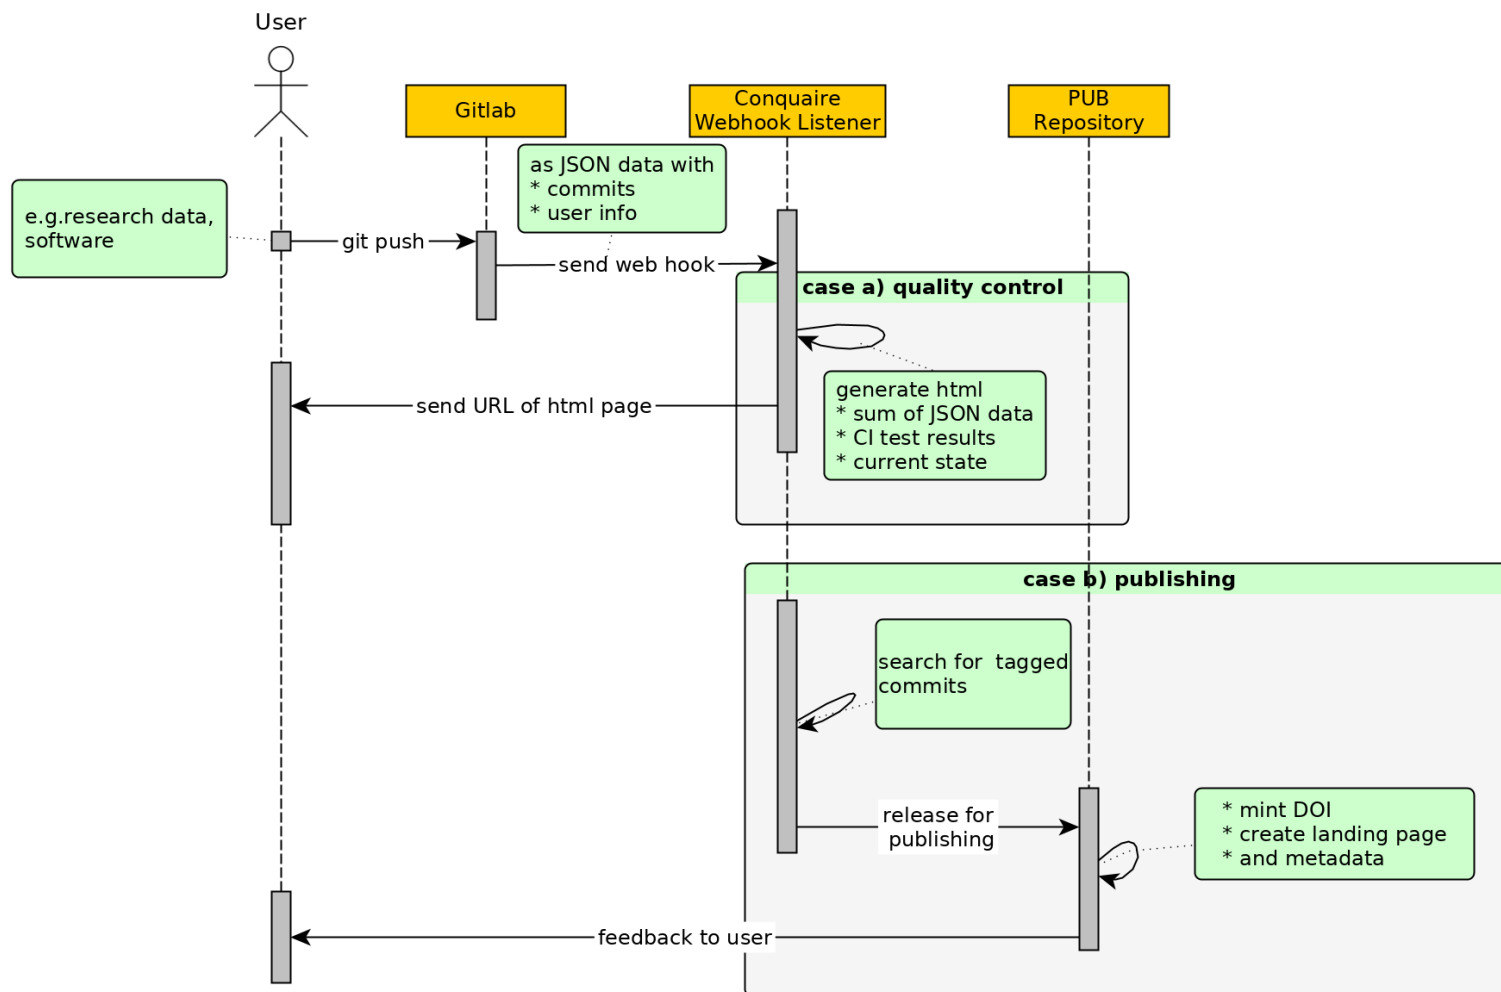 User
Gitlab
Conquaire
Webhook Listener
PUB
Repository
as JSON data with
* commits
* user info
e.g.research data,
software
git push
send web hook
case a) quality control
generate html
* sum of JSON data
* CI test results
* current state
send URL of html page
case b) publishing
search for  tagged
commits
release for
publishing
* mint DOI
* create landing page
* and metadata
feedback to user